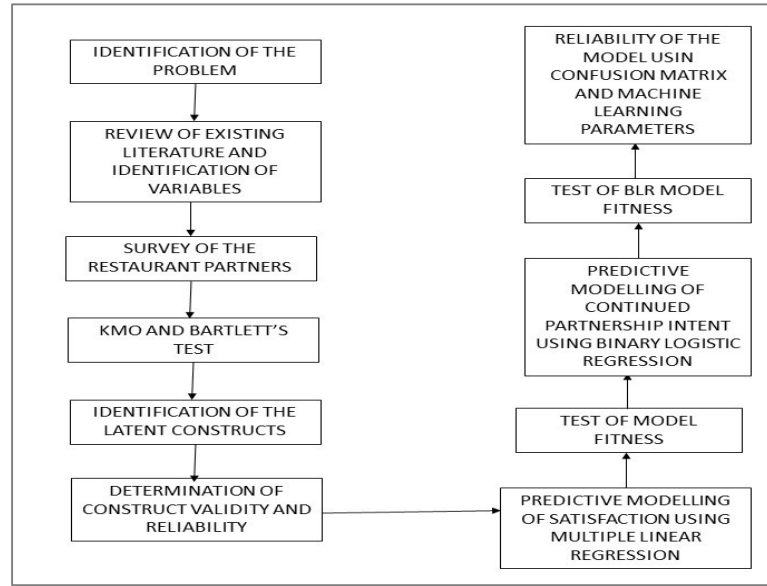 IDENTIFICATION OF THE
PROBLEM
REVIEW OF EXISTING
LITERATURE AND
IDENTIFICATION OF
VARIABLES
SURVEY OF THE
RESTAURANT PARTNERS
KMO AND BARTLETT’S
TEST
IDENTIFICATION OF THE
LATENT CONSTRUCTS
DETERMINATION OF
CONSTRUCT VALIDITY AND
RELIABILITY
PREDICTIVE MODELLING
OF SATISFACTION USING
MULTIPLE LINEAR
REGRESSION
TEST OF MODEL
FITNESS
PREDICTIVE
MODELLING OF
CONTINUED
PARTNERSHIP INTENT
USING BINARY LOGISTIC
REGRESSION
TEST OF BLR MODEL
FITNESS
RELIABILITY OF THE
MODEL USIN
CONFUSION MATRIX
AND MACHINE
LEARNING
PARAMETERS